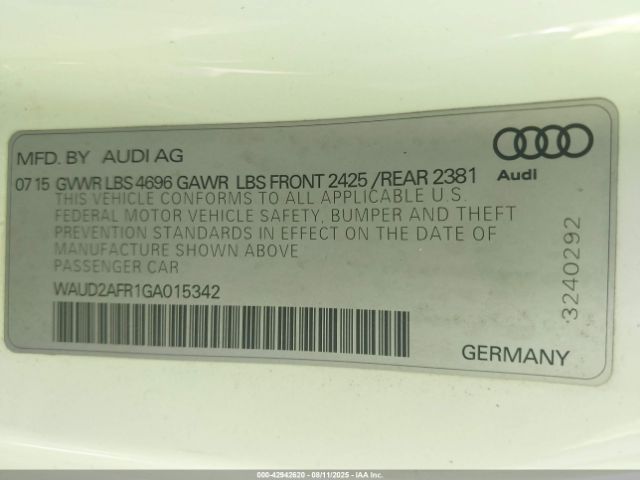 MFD. BY AUDI AG
07 15 GVWR LBS 4696 GAWR LBS FRONT 2425 / REAR 2381
THIS VEHICLE CONFORMS TO ALL APPLICABLE U.S.
FEDERAL MOTOR VEHICLE SAFETY, BUMPER AND THEFT
PREVENTION STANDARDS IN EFFECT ON THE DATE OF
MANUFACTURE SHOWN ABOVE
PASSENGER CAR
WAUD2AFR1GA015342
Audi
3240292
GERMANY
000-42942620 - 08/11/2025 - IAA Inc.